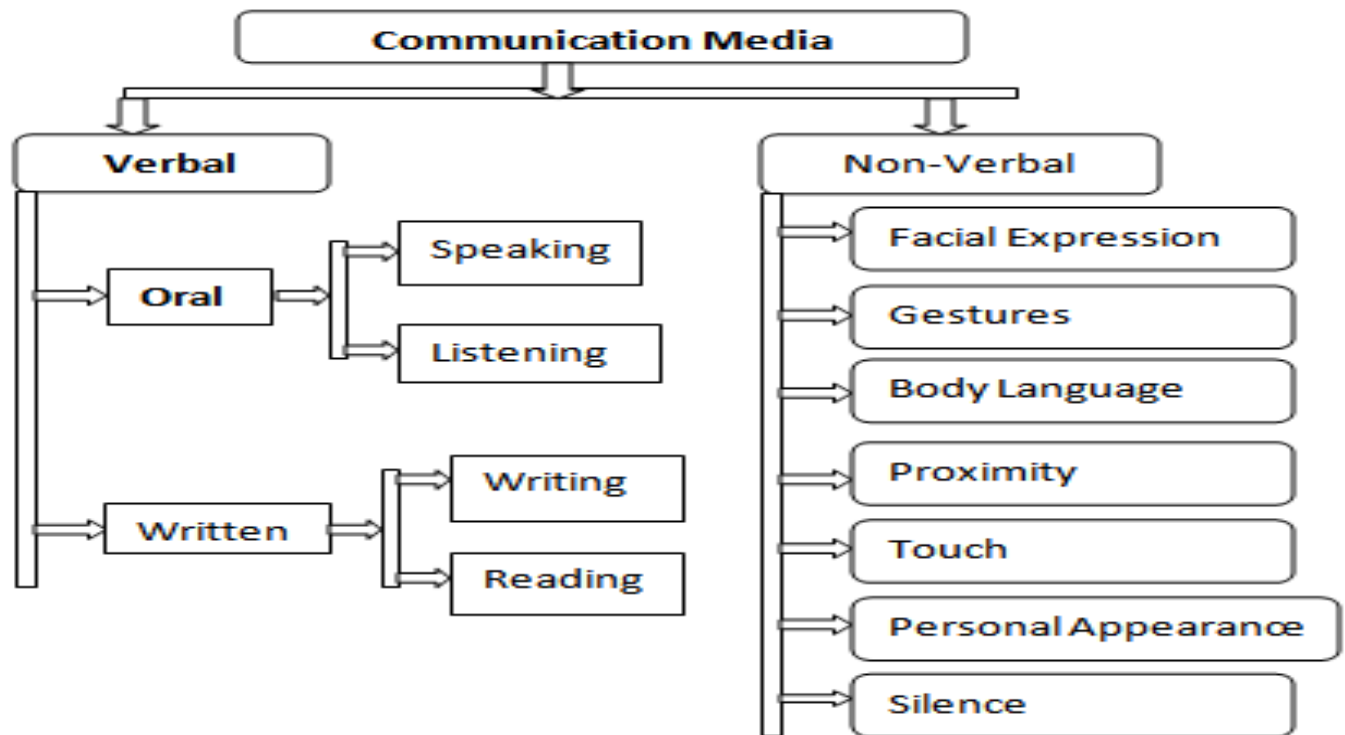 Communication Media
Verbal
Non-Verbal
Oral
Speaking
Listening
Written
Writing
Reading
Facial Expression
Gestures
Body Language
Proximity
Touch
Personal Appearance
Silence